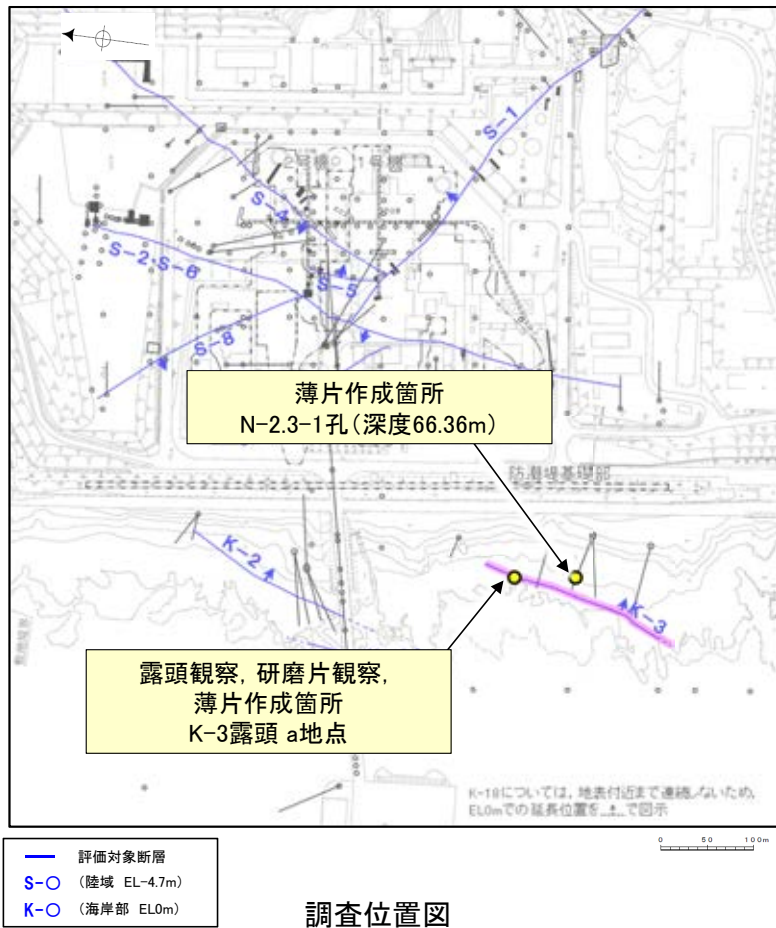 2号機
1号機
S-1
S-4
S-2・S-6
S-5
S-8
薄片作成箇所
N-2.3-1孔(深度66.36m)
防潮堤基礎部
K-2
K-3
露頭観察, 研磨片観察,
薄片作成箇所
K-3露頭 a地点
K-18については, 地表付近まで連続しないため,
EL0mでの延長位置を で図示
0 50 100m
評価対象断層
S-○ (陸域 EL-4.7m)
K-○ (海岸部 EL0m)
調査位置図